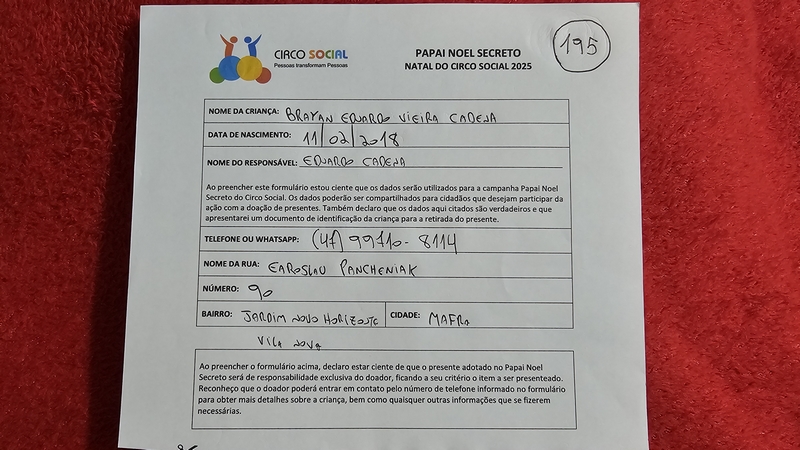 CIRCO SOCIAL
Pessoas transformam Pessoas
PAPAI NOEL SECRETO
NATAL DO CIRCO SOCIAL 2025
195
NOME DA CRIANÇA: BRAYAN EDUARDO VIEIRA CADENA
DATA DE NASCIMENTO: 11/02/2018
NOME DO RESPONSÁVEL: EDUARDO CADENA
Ao preencher este formulário estou ciente que os dados serão utilizados para a campanha Papai Noel
Secreto do Circo Social. Os dados poderão ser compartilhados para cidadãos que desejam participar da
ação com a doação de presentes. Também declaro que os dados aqui citados são verdadeiros e que
apresentarei um documento de identificação da criança para a retirada do presente.
TELEFONE OU WHATSAPP: (47) 99710-8114
NOME DA RUA: EAROSLAU PANCHENIAK
NÚMERO: 90
BAIRRO: JARDIM NOVO HORIZONTE CIDADE: MAFRA
VILA NOVA
Ao preencher o formulário acima, declaro estar ciente de que o presente adotado no Papai Noel
Secreto será de responsabilidade exclusiva do doador, ficando a seu critério o item a ser presenteado.
Reconheço que o doador poderá entrar em contato pelo número de telefone informado no formulário
para obter mais detalhes sobre a criança, bem como quaisquer outras informações que se fizerem
necessárias.